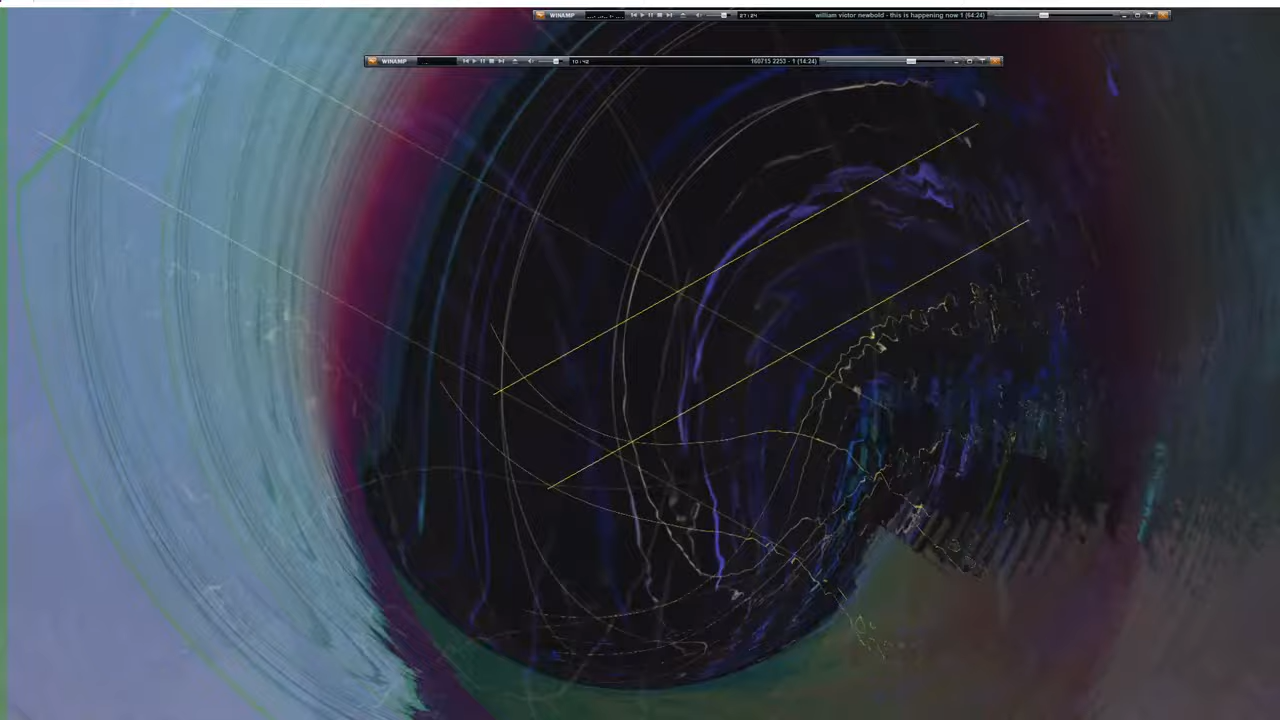 WINAMP 27:24 william victor newbold - this is happening now 1 (64:24)
WINAMP 10:42 160715 2253 - 1 (14:24)